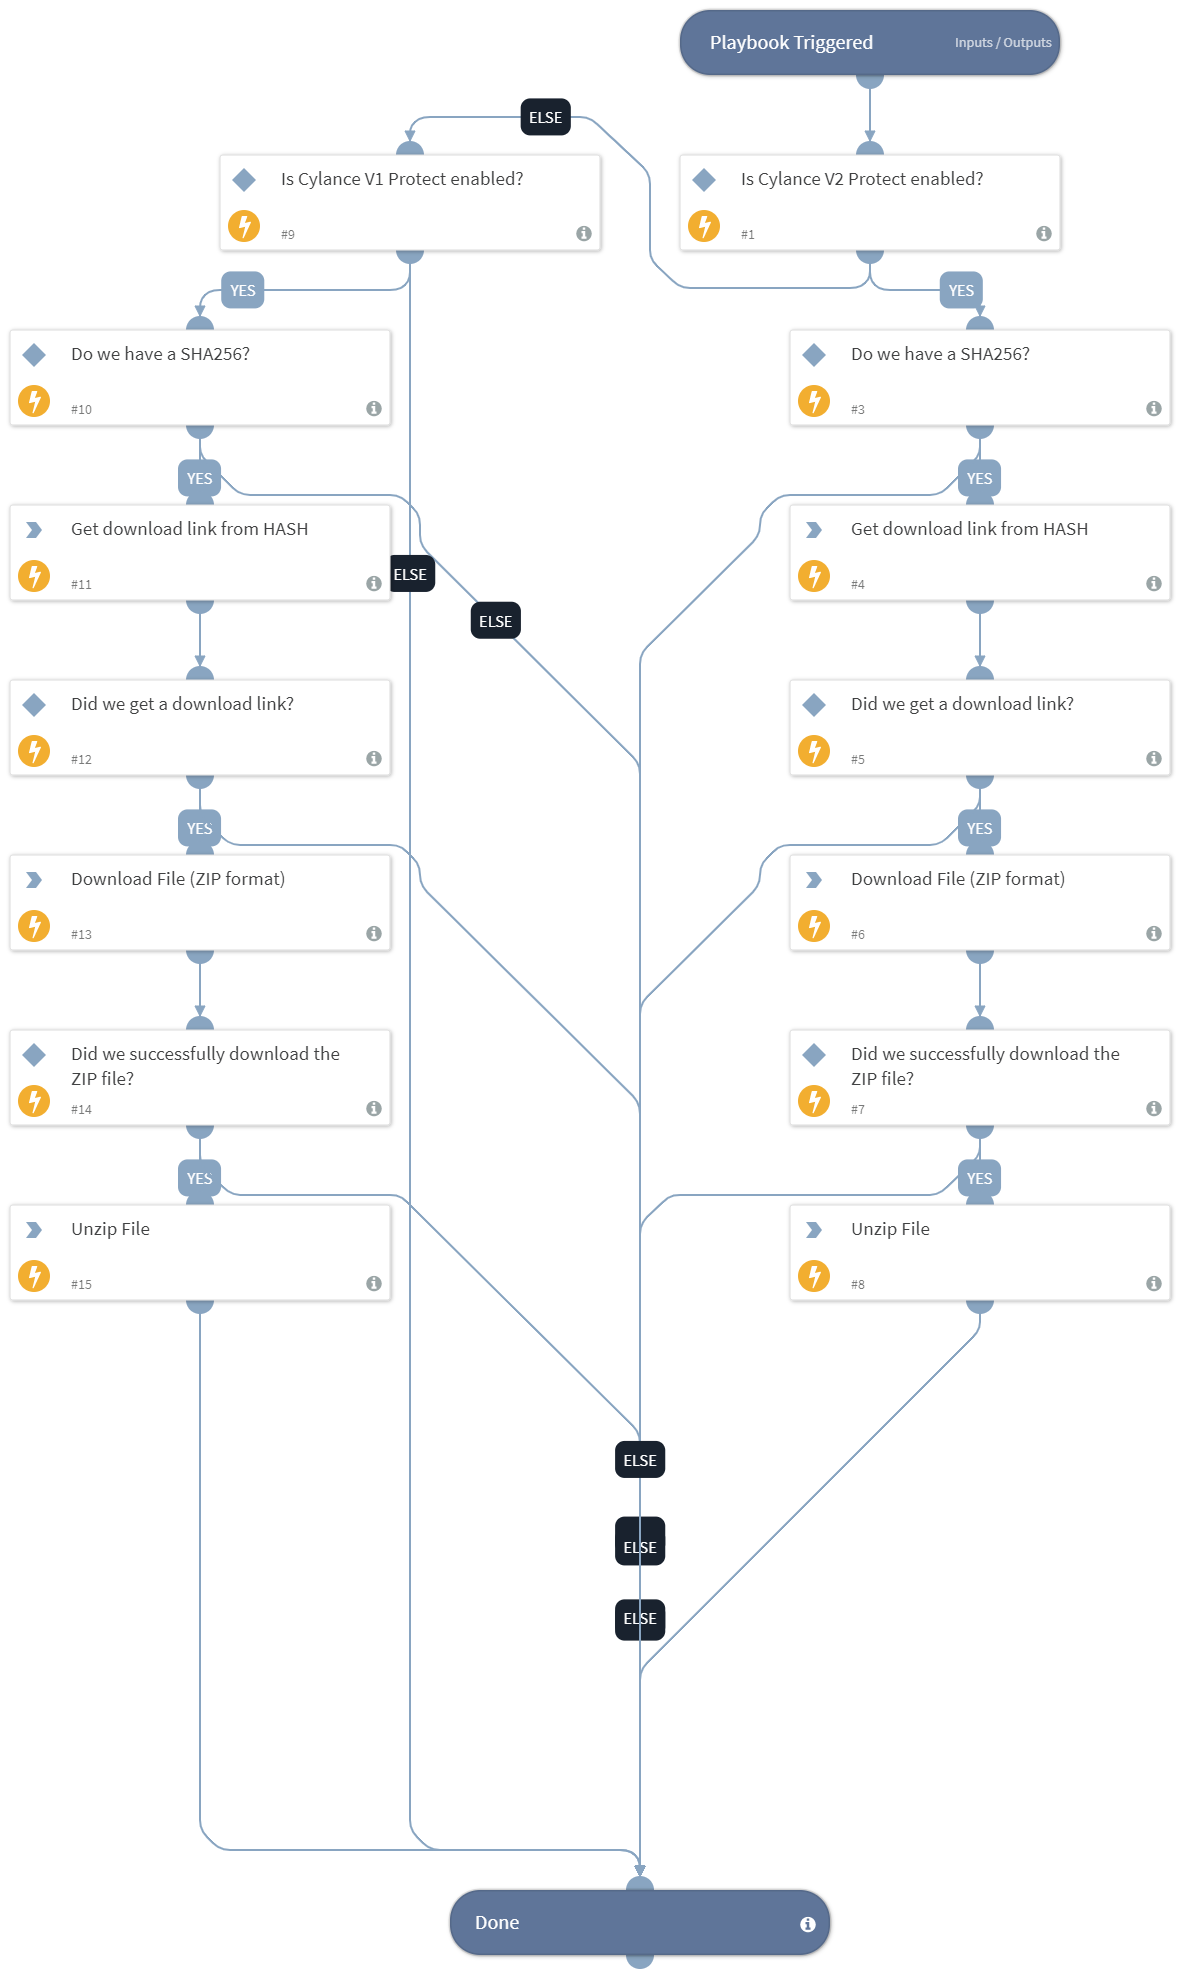 Playbook Triggered
Inputs / Outputs
ELSE
Is Cylance V1 Protect enabled?
#9
Is Cylance V2 Protect enabled?
#1
YES
YES
Do we have a SHA256?
#10
Do we have a SHA256?
#3
YES
YES
Get download link from HASH
#11
Get download link from HASH
#4
ELSE
ELSE
Did we get a download link?
#12
Did we get a download link?
#5
YES
YES
Download File (ZIP format)
#13
Download File (ZIP format)
#6
Did we successfully download the
ZIP file?
#14
Did we successfully download the
ZIP file?
#7
YES
YES
Unzip File
#15
Unzip File
#8
ELSE
ELSE
ELSE
Done